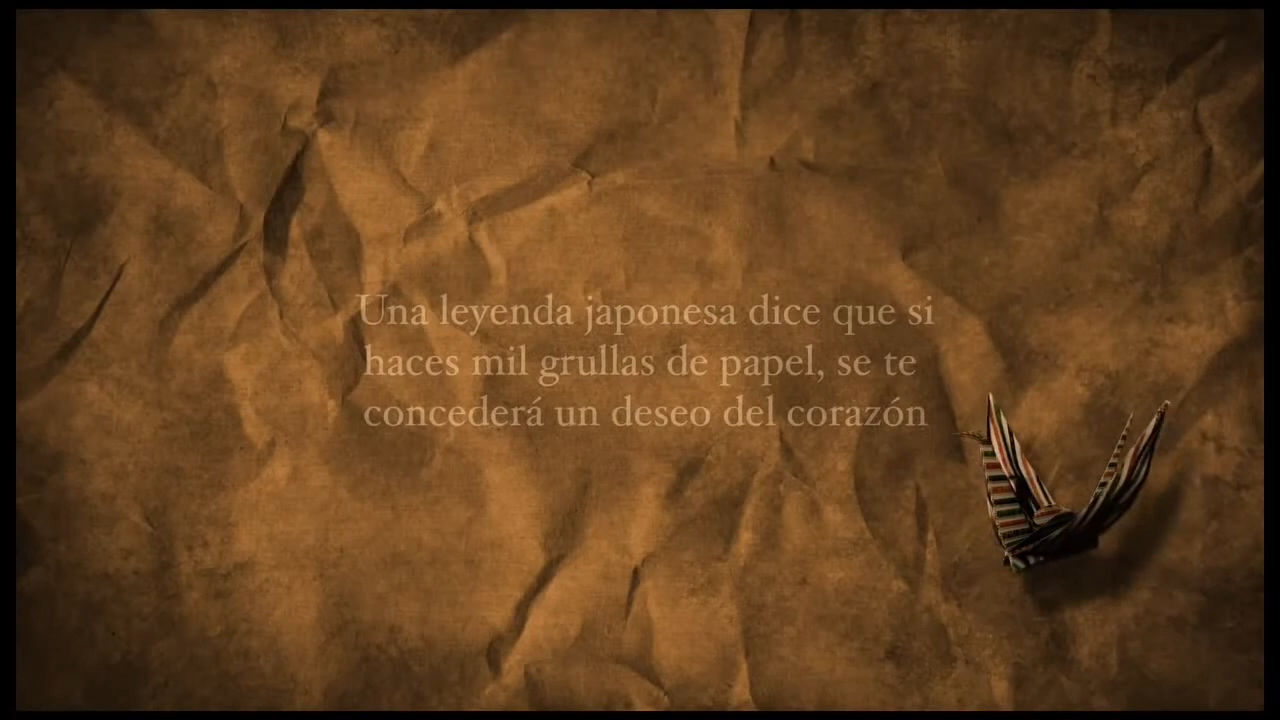 Una leyenda japonesa dice que si
haces mil grullas de papel, se te
concederá un deseo del corazón